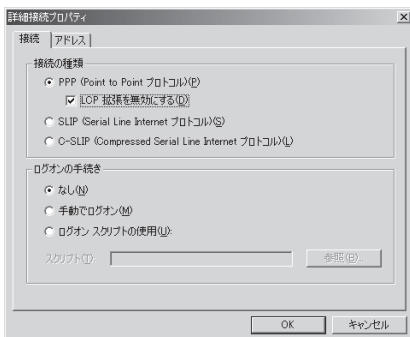 詳細接続プロパティ
接続
アドレス
接続の種類
PPP (Point to Point プロトコル)(P)
LCP 拡張を無効にする(D)
SLIP (Serial Line Internet プロトコル)(S)
C-SLIP (Compressed Serial Line Internet プロトコル)(L)
ログオンの手続き
なし(N)
手動でログオン(M)
ログオン スクリプトの使用(U):
スクリプト(T):
参照(B)...
OK
キャンセル